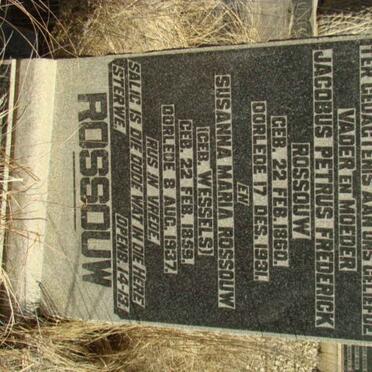 TER GEDAGTENIS AAN ONS GELIEFDE
VADER EN MOEDER
JACOBUS PETRUS FREDERICK
ROSSOUW
GEB. 22 FEB. 1860.
OORLEDE 17 DES. 1931.
EN
SUSANNA MARIA ROSSOUW
(GEB. WESSELS)
GEB. 22 FEB. 1859.
OORLEDE 8 AUG. 1937.
RUS IN VREDE.
SALIG IS DIE DODE WAT IN DIE HERE
STERWE. OPENB. 14-13
ROSSOUW